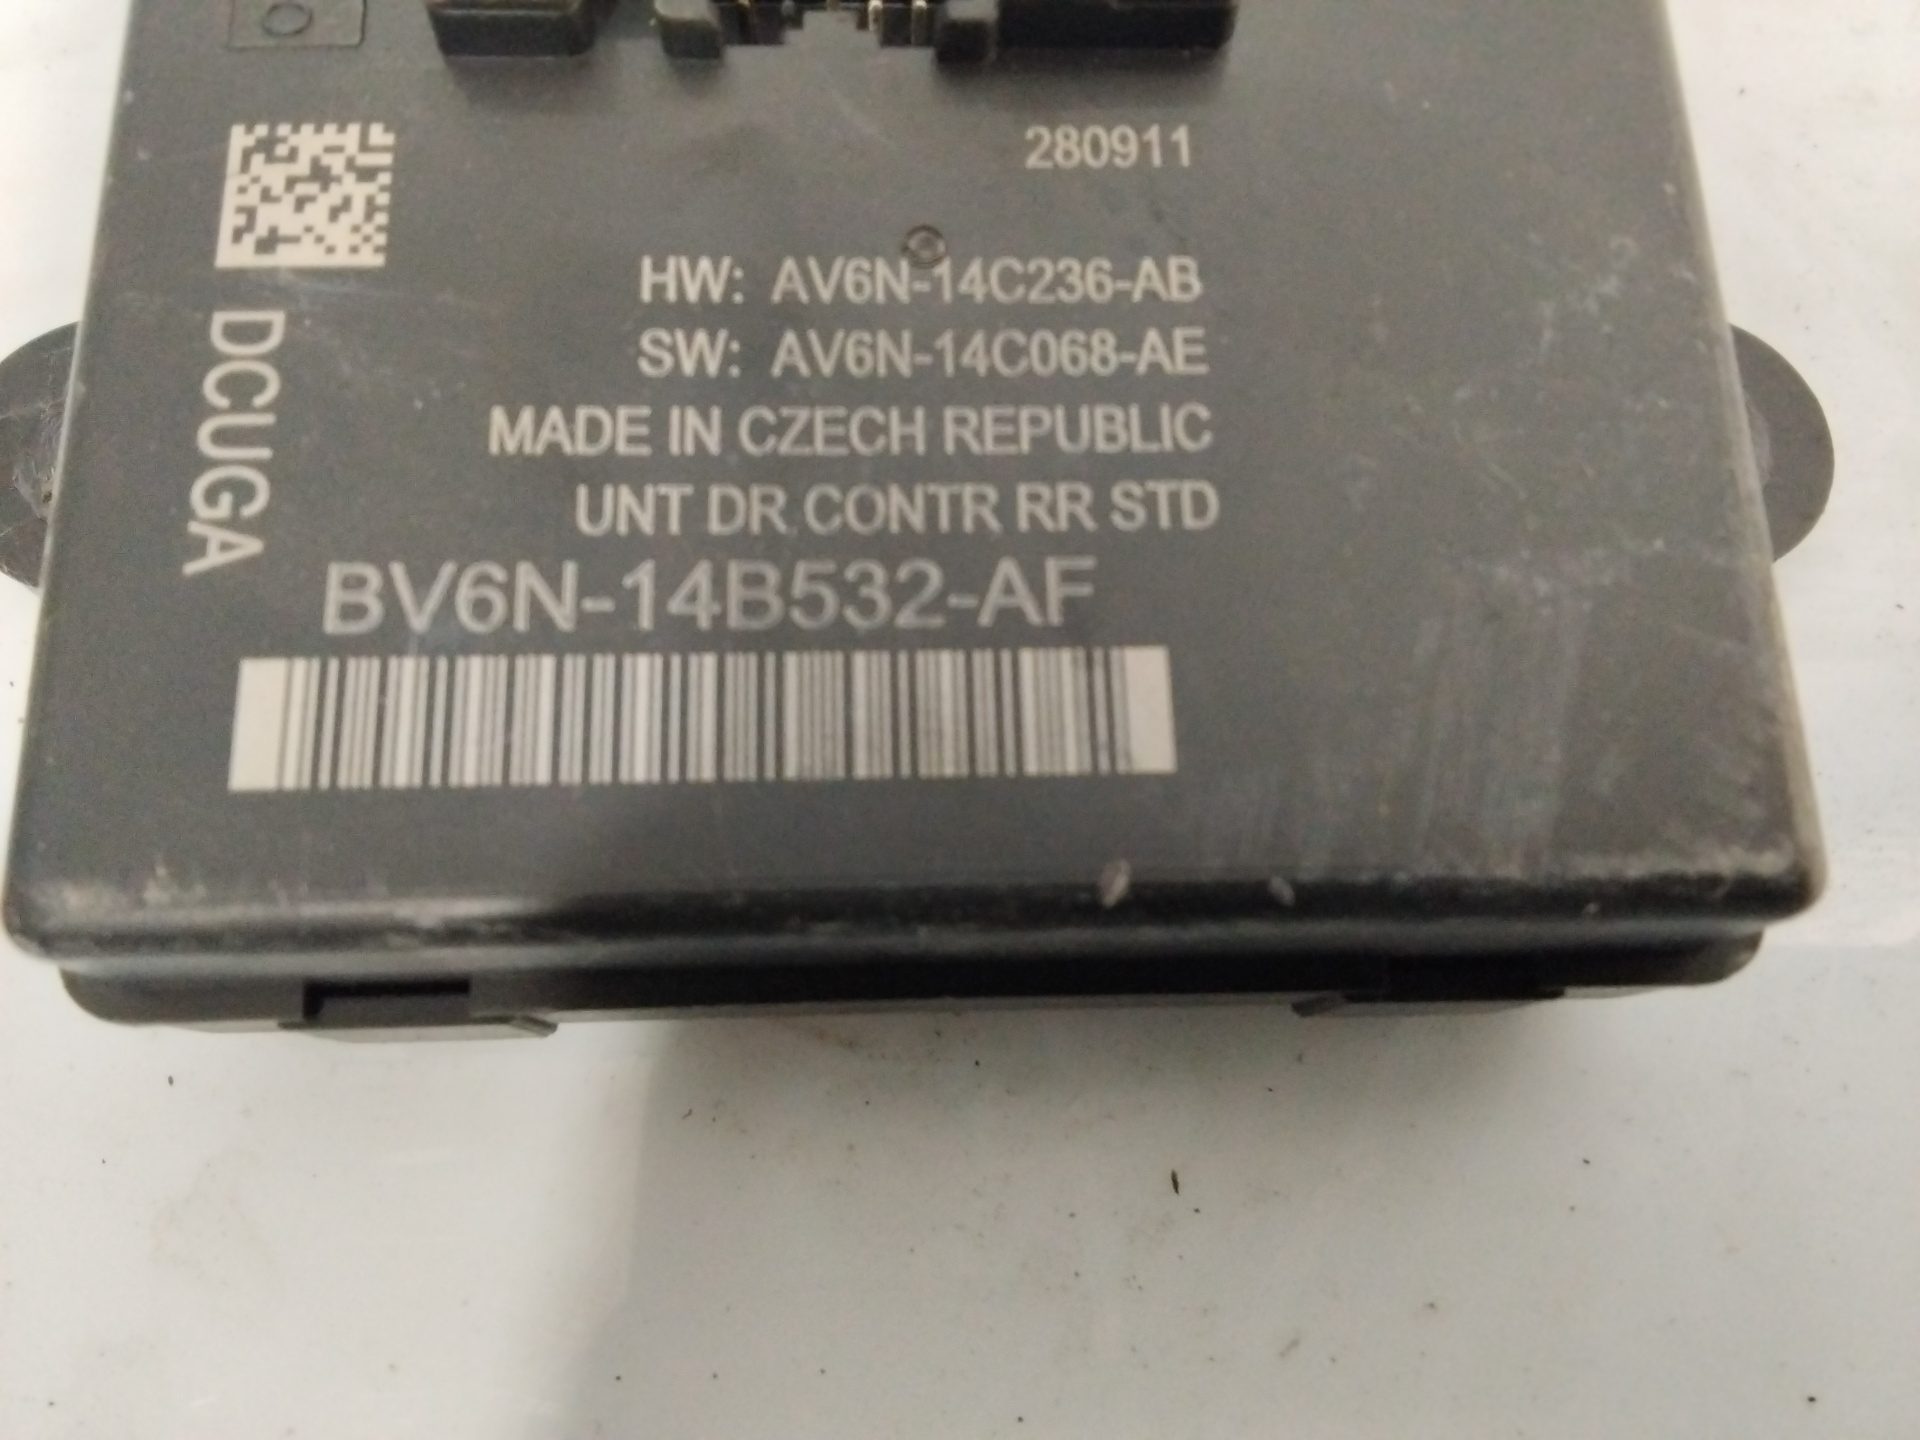 280911
HW: AV6N-14C236-AB
SW: AV6N-14C068-AE
MADE IN CZECH REPUBLIC
UNT DR CONTR RR STD
DCUGA
BV6N-14B532-AF